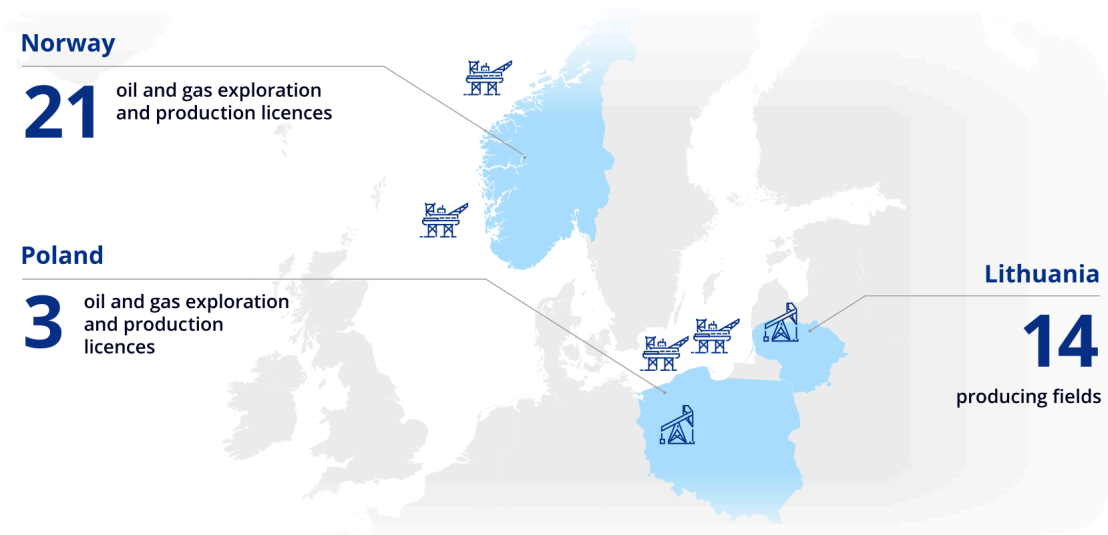 Norway
21
oil and gas exploration
and production licences
Poland
3
oil and gas exploration
and production
licences
Lithuania
14
producing fields